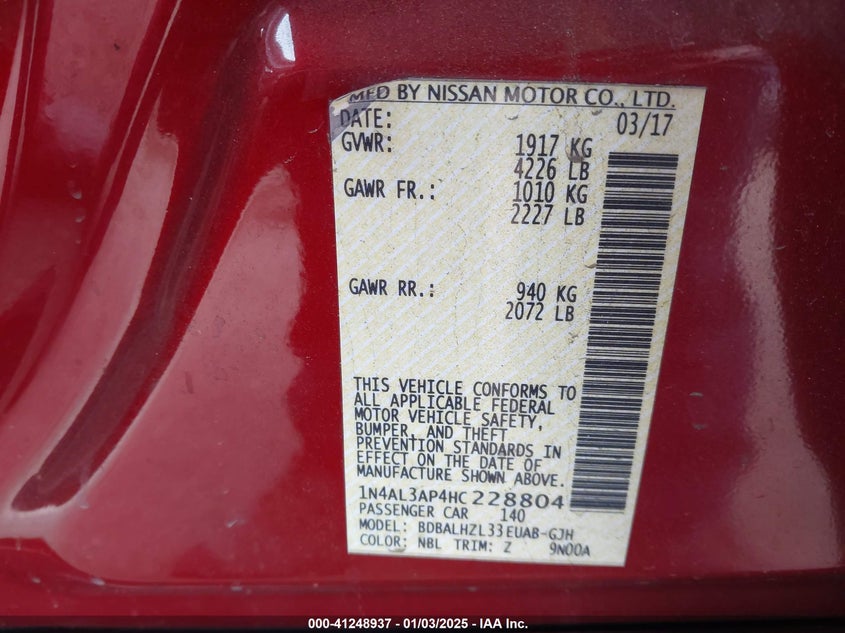 MFD BY NISSAN MOTOR CO., LTD.
DATE: 03/17
GVWR: 1917 KG
4226 LB
GAWR FR.: 1010 KG
2227 LB
GAWR RR.: 940 KG
2072 LB
THIS VEHICLE CONFORMS TO
ALL APPLICABLE FEDERAL
MOTOR VEHICLE SAFETY,
BUMPER, AND THEFT
PREVENTION STANDARDS IN
EFFECT ON THE DATE OF
MANUFACTURE SHOWN ABOVE.
1N4AL3AP4HC228804
PASSENGER CAR 140
MODEL: BDBALHZL33EUAB-GJH
COLOR: NBL TRIM: Z 9N00A
000-41248937 - 01/03/2025 - IAA Inc.